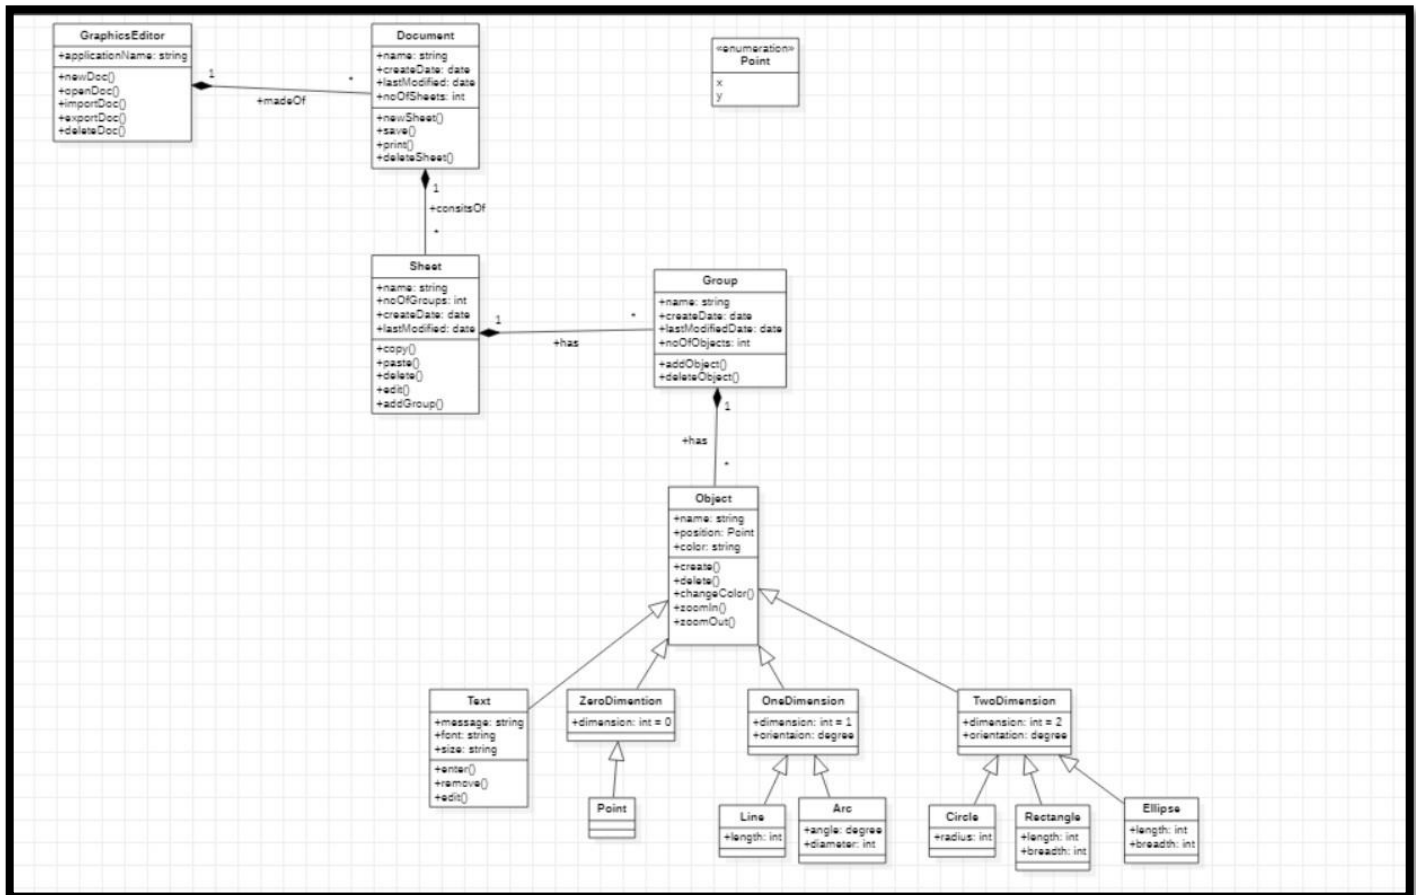 GraphicsEditor
+applicationName: string
+newDoc()
+openDoc()
+importDoc()
+exportDoc()
+deleteDoc()
1
*
+madeOf
Document
+name: string
+createDate: date
+lastModified: date
+noOfSheets: int
+newSheet()
+save()
+print()
+deleteSheet()
«enumeration»
Point
x
y
1
+consitsOf
*
Sheet
+name: string
+noOfGroups: int
+createDate: date
+lastModified: date
+copy()
+paste()
+delete()
+edit()
+addGroup()
1
*
+has
Group
+name: string
+createDate: date
+lastModifiedDate: date
+noOfObjects: int
+addObject()
+deleteObject()
1
+has
*
Object
+name: string
+position: Point
+color: string
+create()
+delete()
+changeColor()
+zoomIn()
+zoomOut()
Text
+message: string
+font: string
+size: string
+enter()
+remove()
+edit()
ZeroDimention
+dimension: int = 0
OneDimension
+dimension: int = 1
+orientaion: degree
TwoDimension
+dimension: int = 2
+orientation: degree
Point
Line
+length: int
Arc
+angle: degree
+diameter: int
Circle
+radius: int
Rectangle
+length: int
+breadth: int
Ellipse
+length: int
+breadth: int